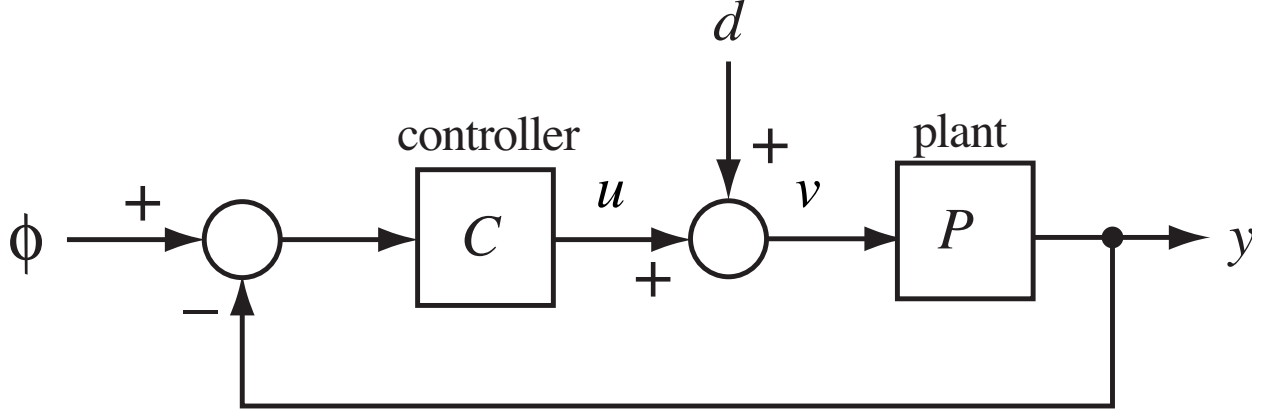 d
controller
plant
+
+
u
v
ϕ
C
P
y
+
−